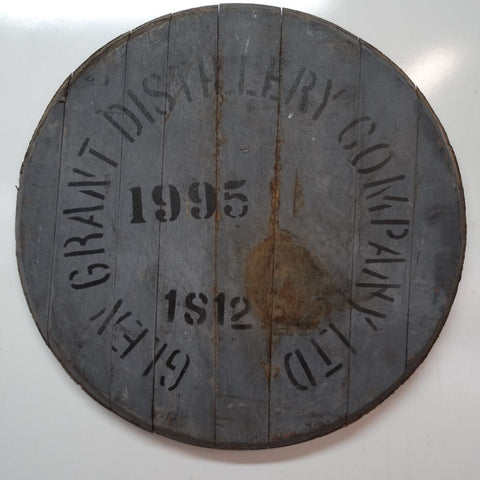 GLEN GRANT DISTILLERY COMPANY LTD
1995
1812